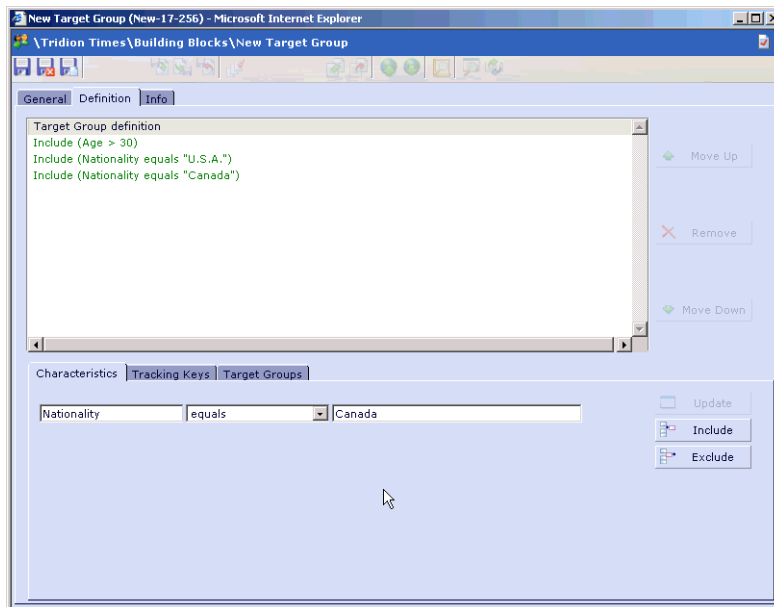 New Target Group (New-17-256) - Microsoft Internet Explorer
\Tridion Times\Building Blocks\New Target Group
General Definition Info
Target Group definition
Include (Age > 30)
Include (Nationality equals "U.S.A.")
Include (Nationality equals "Canada")
Move Up
Remove
Move Down
Characteristics Tracking Keys Target Groups
Nationality equals Canada
Update
Include
Exclude